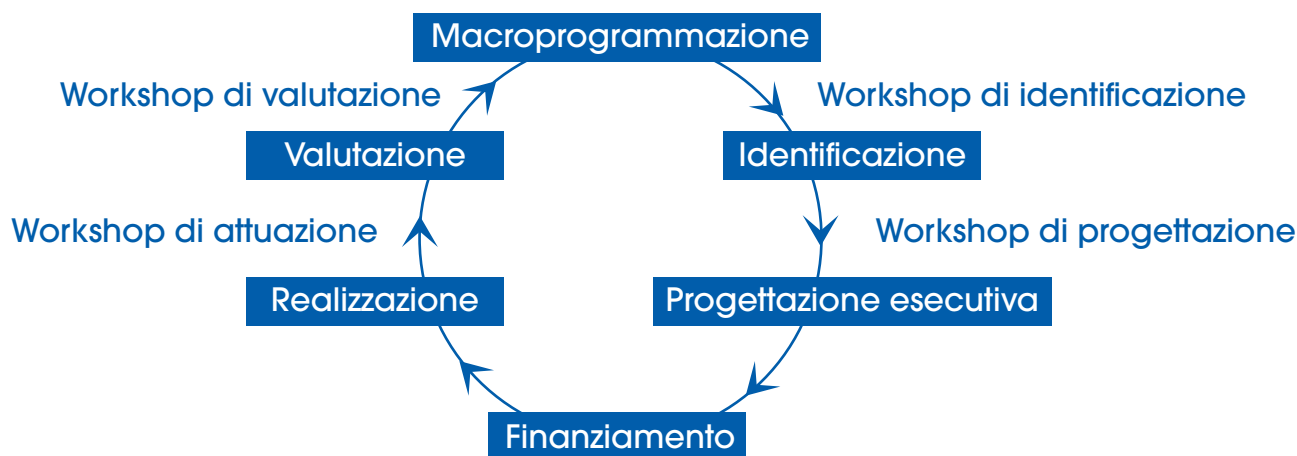 Macroprogrammazione
Workshop di valutazione
Workshop di identificazione
Valutazione
Identificazione
Workshop di attuazione
Workshop di progettazione
Realizzazione
Progettazione esecutiva
Finanziamento